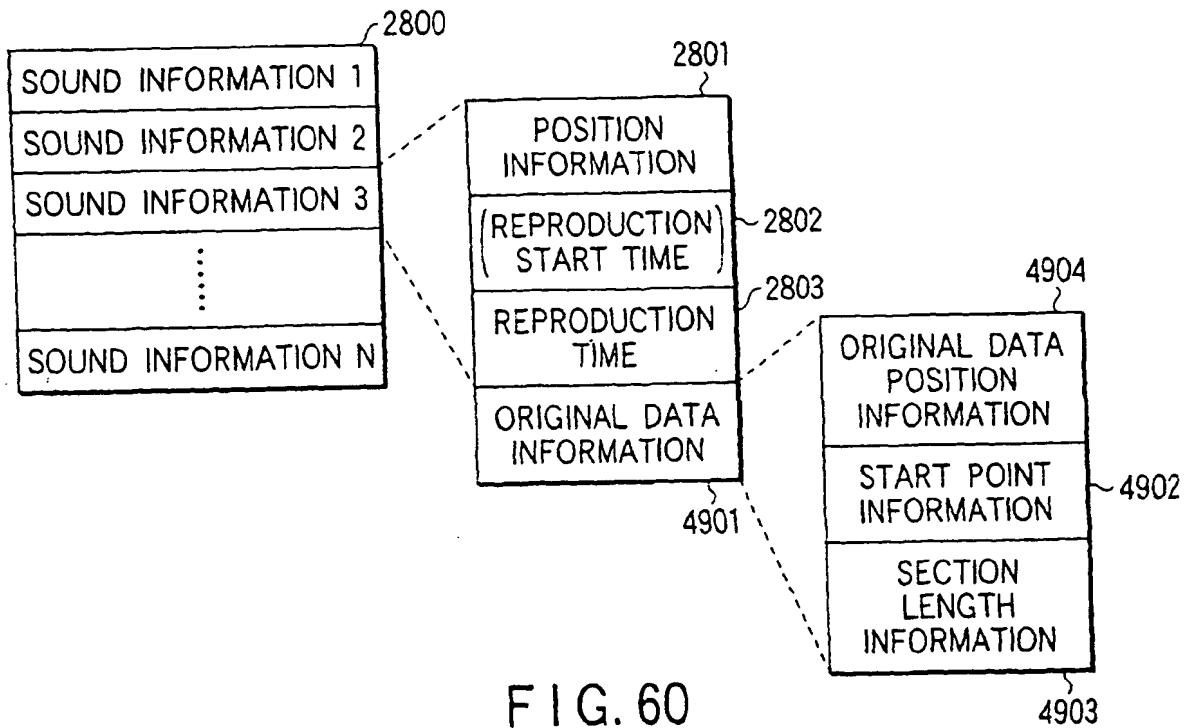 2800
SOUND INFORMATION 1
SOUND INFORMATION 2
SOUND INFORMATION 3
SOUND INFORMATION N
2801
POSITION
INFORMATION
(REPRODUCTION
START TIME)
2802
2803
REPRODUCTION
TIME
ORIGINAL DATA
INFORMATION
4901
4904
ORIGINAL DATA
POSITION
INFORMATION
START POINT
INFORMATION
4902
SECTION
LENGTH
INFORMATION
4903
FIG. 60